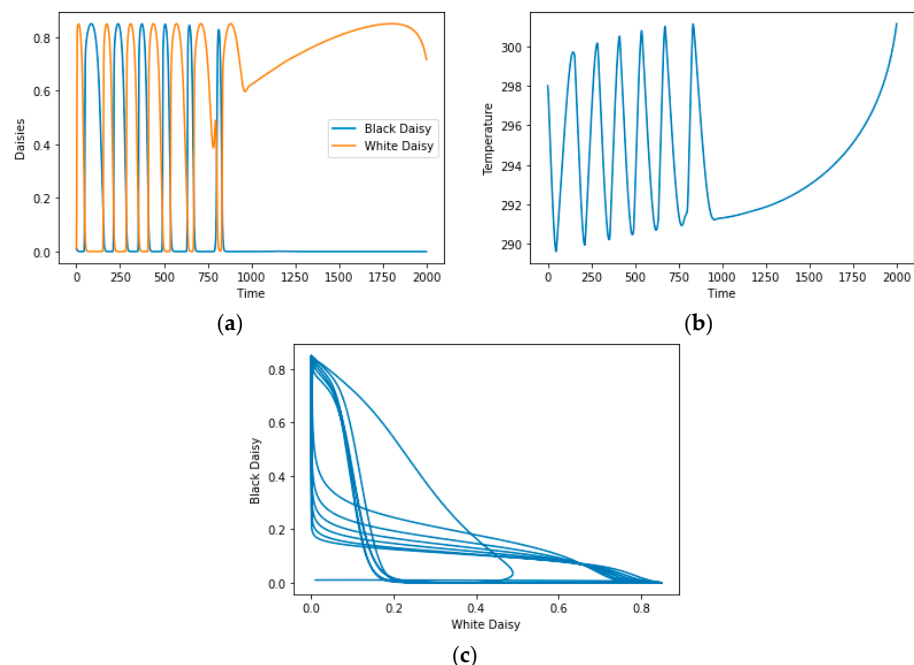 0.8
0.6
0.4
0.2
0.0
Daisies
Black Daisy
White Daisy
0 250 500 750 1000 1250 1500 1750 2000
Time
(a)
300
298
296
294
292
290
Temperature
0 250 500 750 1000 1250 1500 1750 2000
Time
(b)
0.8
0.6
0.4
0.2
0.0
Black Daisy
0.0 0.2 0.4 0.6 0.8
White Daisy
(c)